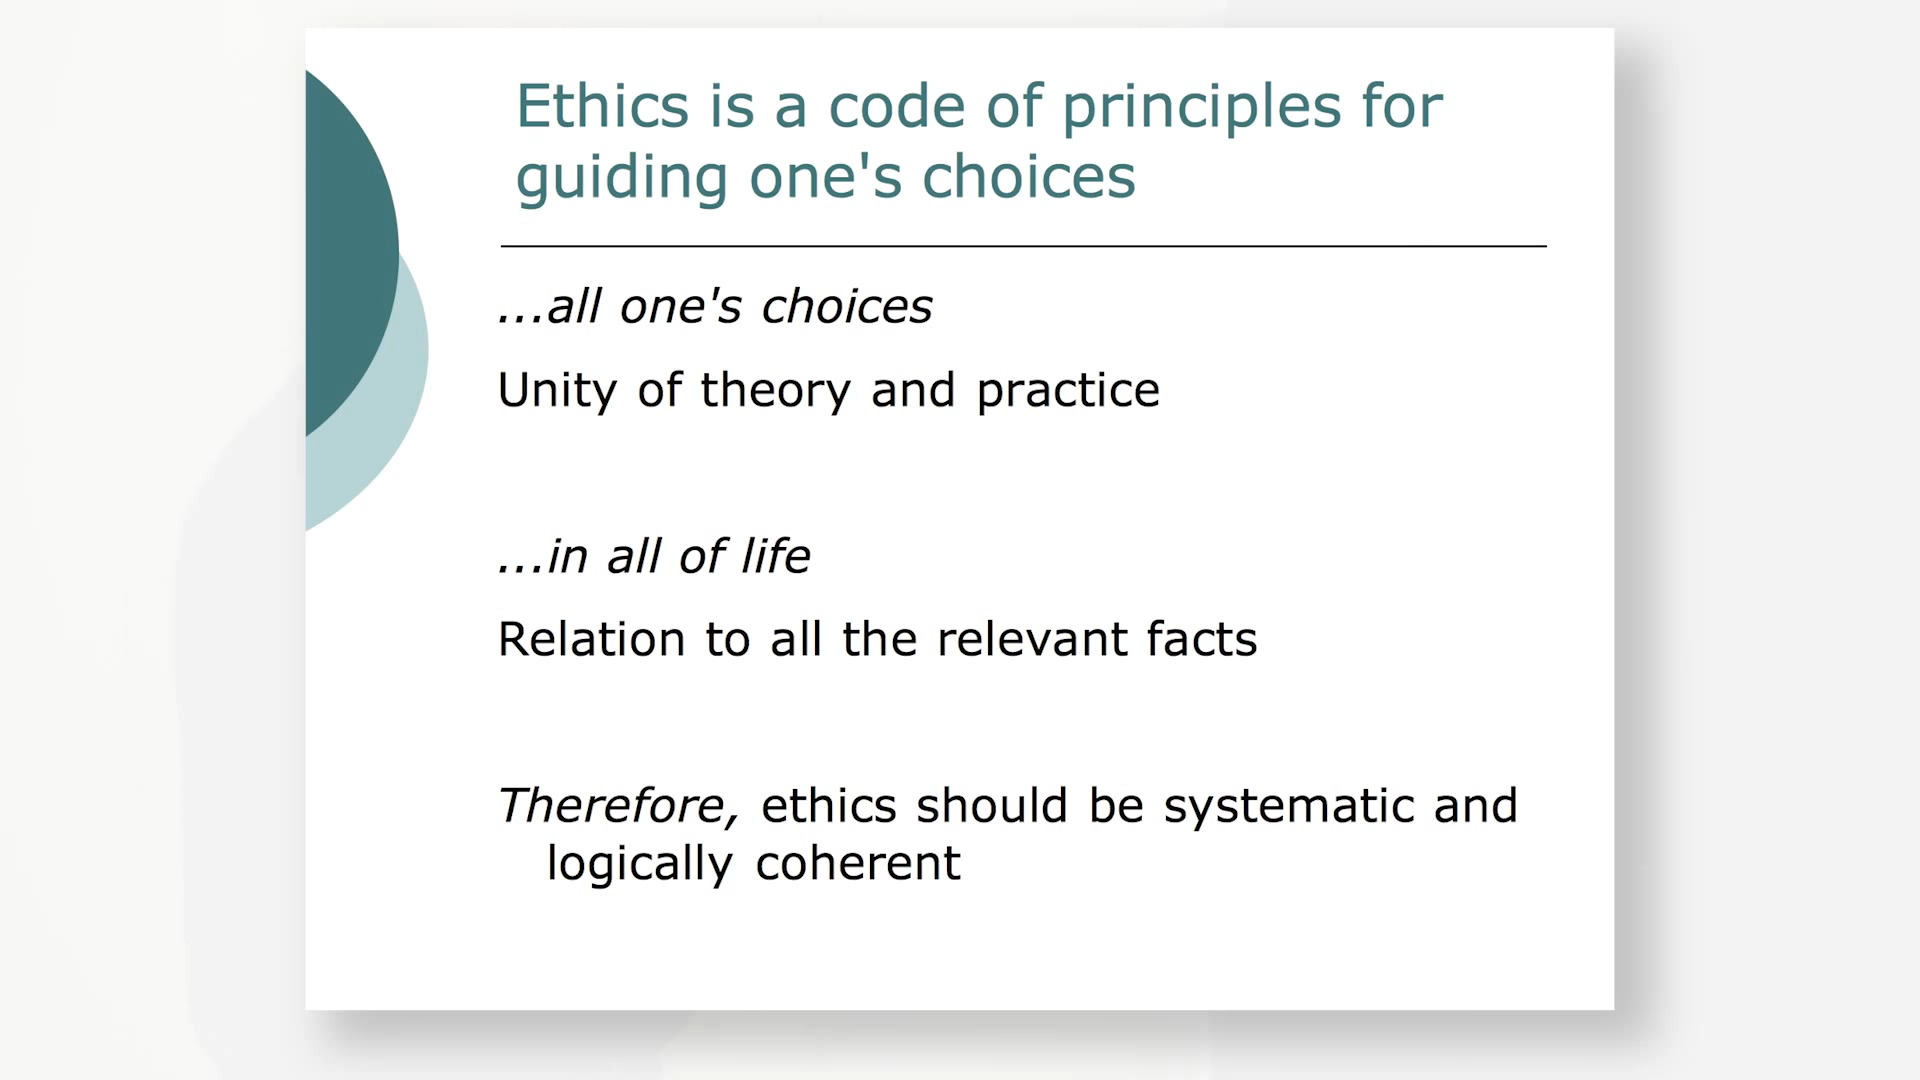 Ethics is a code of principles for
guiding one's choices
...all one's choices
Unity of theory and practice
...in all of life
Relation to all the relevant facts
Therefore, ethics should be systematic and
logically coherent